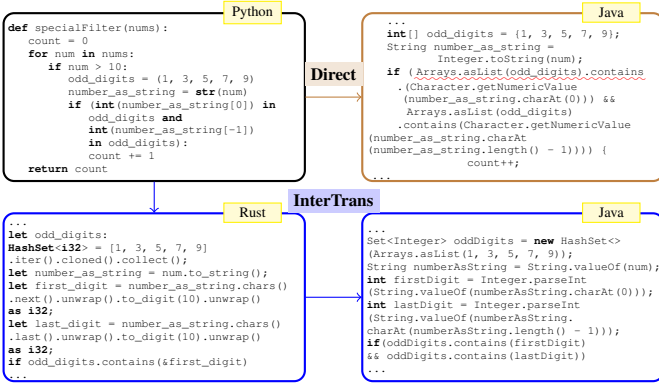 Python
def specialFilter(nums):
count = 0
for num in nums:
if num > 10:
odd_digits = (1, 3, 5, 7, 9)
number_as_string = str(num)
if (int(number_as_string[0]) in
odd_digits and
int(number_as_string[-1])
in odd_digits):
count += 1
return count
Direct
Java
...
int[] odd_digits = {1, 3, 5, 7, 9};
String number_as_string =
Integer.toString(num);
if (Arrays.asList(odd_digits).contains
.(Character.getNumericValue
(number_as_string.charAt(0))) &&
Arrays.asList(odd_digits)
.contains(Character.getNumericValue
(number_as_string.charAt
(number_as_string.length() - 1)))) {
count++;
...
InterTrans
Rust
...
let odd_digits:
HashSet<i32> = [1, 3, 5, 7, 9]
.iter().cloned().collect();
let number_as_string = num.to_string();
let first_digit = number_as_string.chars()
.next().unwrap().to_digit(10).unwrap()
as i32;
let last_digit = number_as_string.chars()
.last().unwrap().to_digit(10).unwrap()
as i32;
if odd_digits.contains(&first_digit)
...
Java
...
Set<Integer> oddDigits = new HashSet<>
(Arrays.asList(1, 3, 5, 7, 9));
String numberAsString = String.valueOf(num);
int firstDigit = Integer.parseInt
(String.valueOf(numberAsString.charAt(0)));
int lastDigit = Integer.parseInt
(String.valueOf(numberAsString.
charAt(numberAsString.length() - 1)));
if(oddDigits.contains(firstDigit)
&& oddDigits.contains(lastDigit))
...